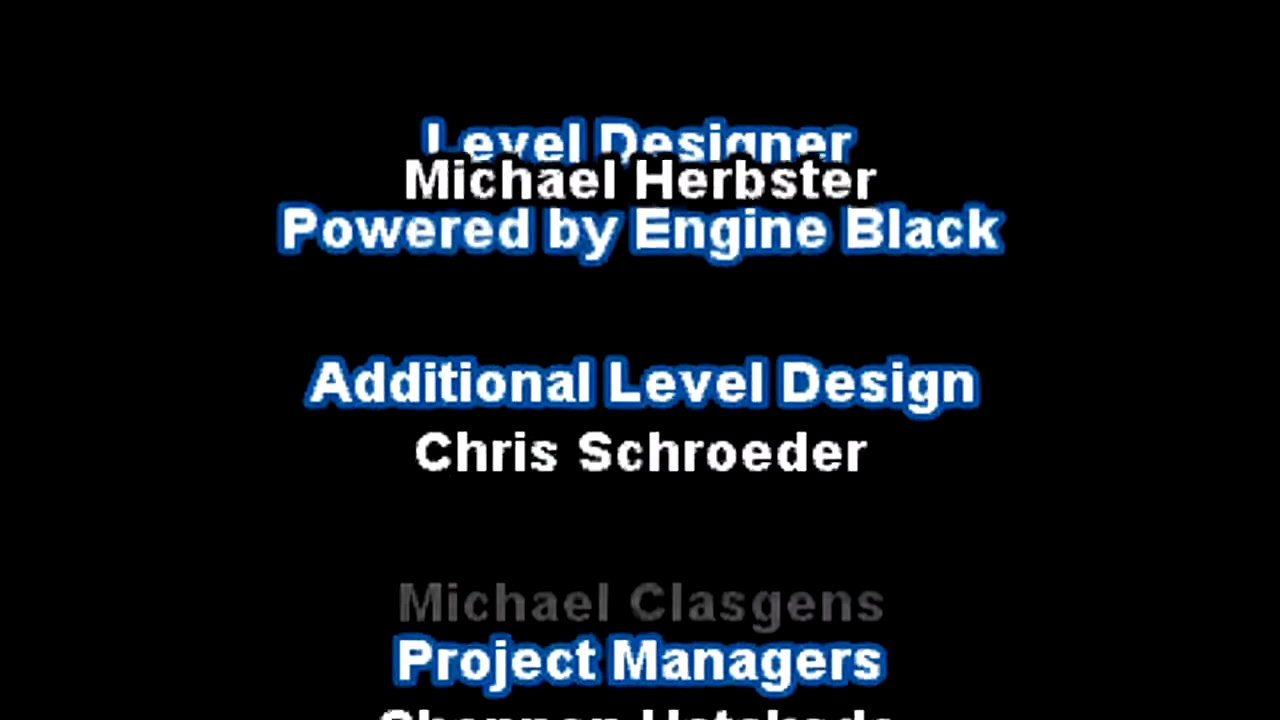 Level Designer
Michael Herbster
Powered by Engine Black
Additional Level Design
Chris Schroeder
Michael Clasgens
Project Managers